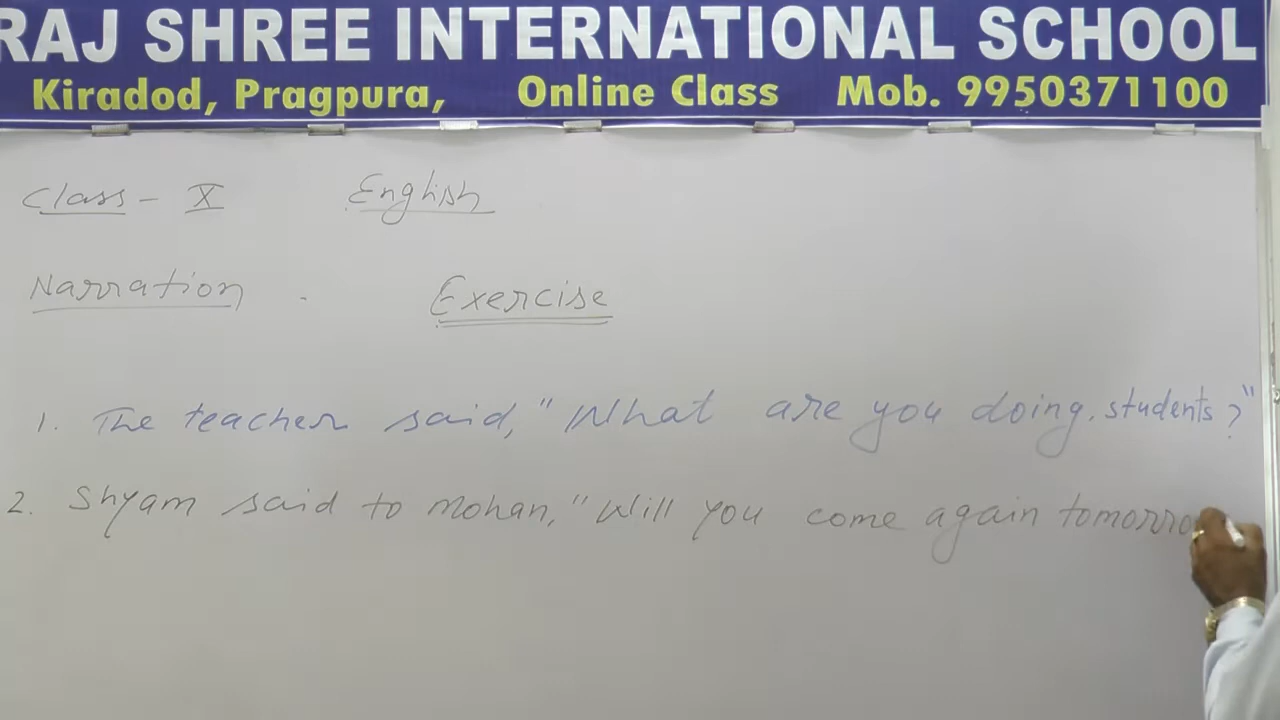 RAJ SHREE INTERNATIONAL SCHOOL
Kiradod, Pragpura, Online Class Mob. 9950371100
Class - X English
Narration . Exercise
1. The teacher said, "What are you doing, students?"
2. Shyam said to Mohan, "Will you come again tomorro